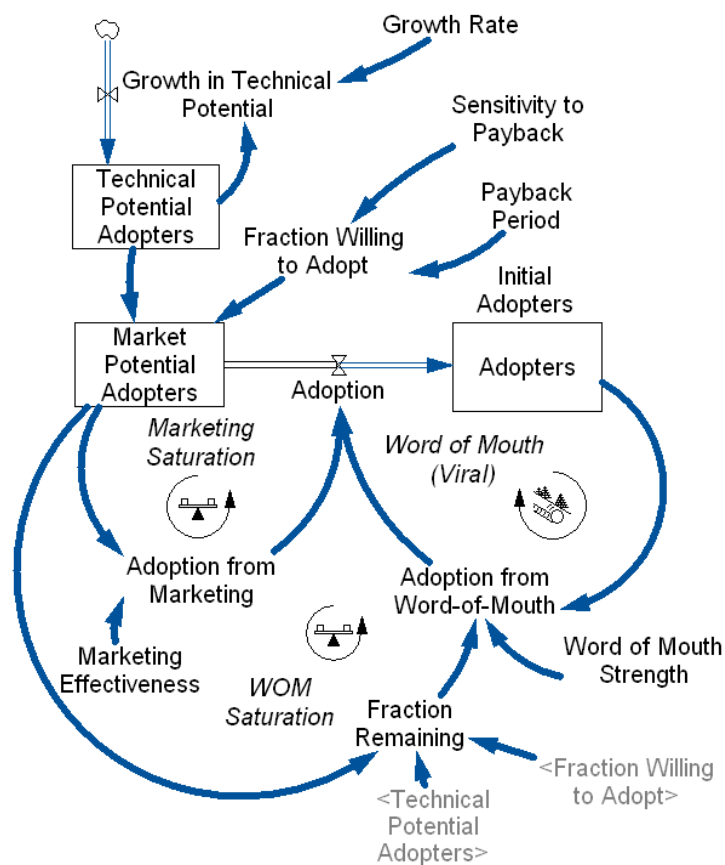 Growth Rate
Growth in Technical
Potential
Sensitivity to
Payback
Technical
Potential
Adopters
Payback
Period
Fraction Willing
to Adopt
Initial
Adopters
Market
Potential
Adopters
Adopters
Adoption
Marketing
Saturation
Word of Mouth
(Viral)
Adoption from
Marketing
Adoption from
Word-of-Mouth
Marketing
Effectiveness
Word of Mouth
Strength
WOM
Saturation
Fraction
Remaining
<Fraction Willing
to Adopt>
<Technical
Potential
Adopters>